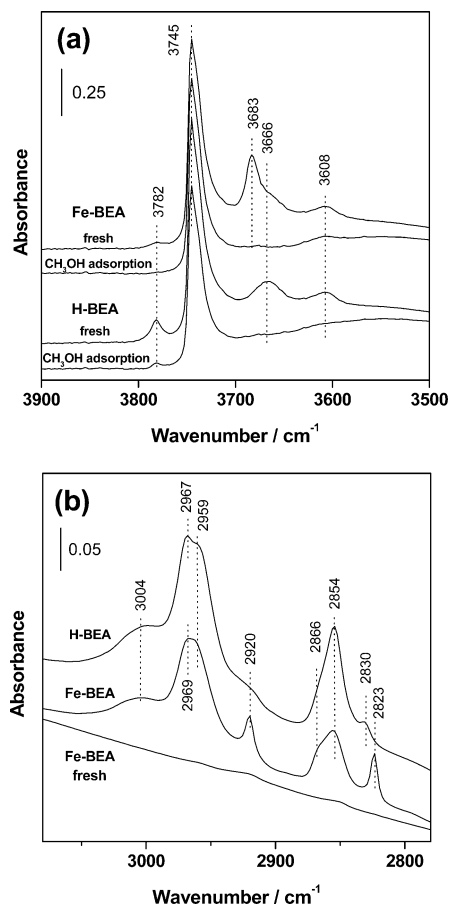 (a)
3745
0.25
3683
3666
3608
3782
Fe-BEA
fresh
CH₃OH adsorption
H-BEA
fresh
CH₃OH adsorption
Absorbance
3900 3800 3700 3600 3500
Wavenumber / cm⁻¹
(b)
2967
2959
0.05
3004
2854
2866
2920
2830
2823
H-BEA
2969
Fe-BEA
Fe-BEA
fresh
Absorbance
3000 2900 2800
Wavenumber / cm⁻¹